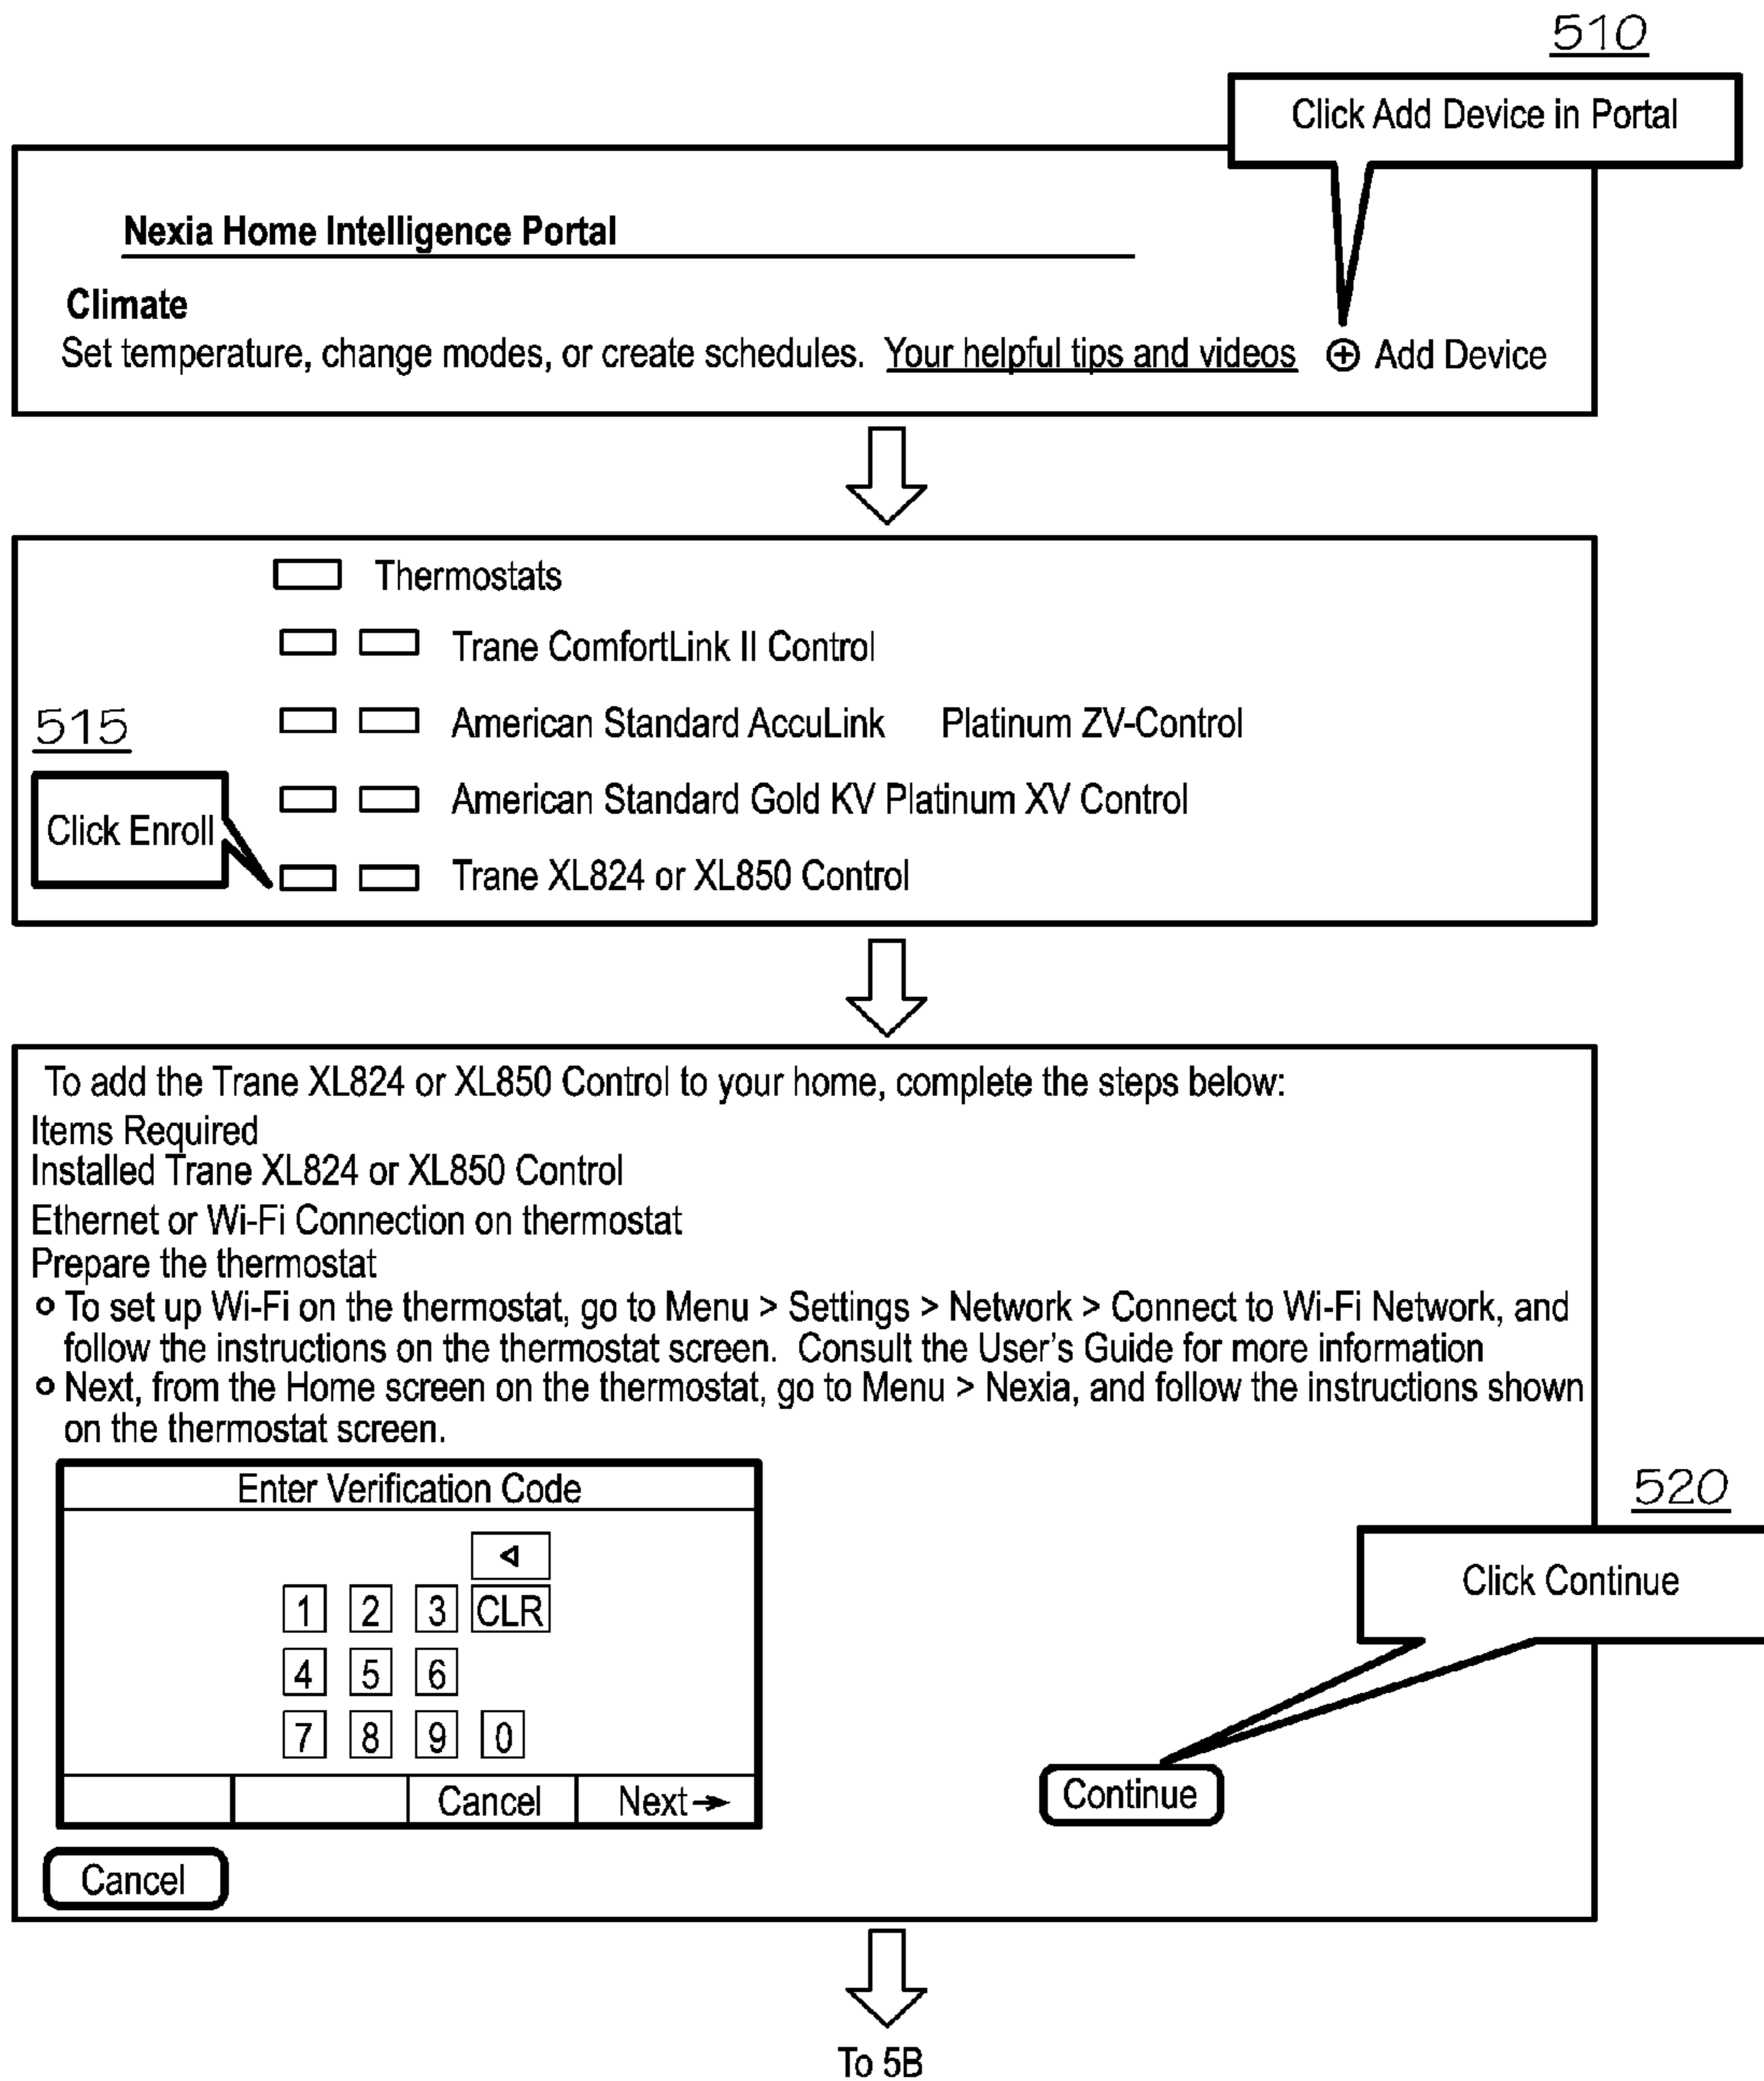 510
Click Add Device in Portal
Nexia Home Intelligence Portal
Climate
Set temperature, change modes, or create schedules. Your helpful tips and videos ⊕ Add Device
Thermostats
Trane ComfortLink II Control
515
American Standard AccuLink Platinum ZV-Control
American Standard Gold KV Platinum XV Control
Click Enroll
Trane XL824 or XL850 Control
To add the Trane XL824 or XL850 Control to your home, complete the steps below:
Items Required
Installed Trane XL824 or XL850 Control
Ethernet or Wi-Fi Connection on thermostat
Prepare the thermostat
To set up Wi-Fi on the thermostat, go to Menu > Settings > Network > Connect to Wi-Fi Network, and
follow the instructions on the thermostat screen. Consult the User's Guide for more information
Next, from the Home screen on the thermostat, go to Menu > Nexia, and follow the instructions shown
on the thermostat screen.
Enter Verification Code
1 2 3 CLR
4 5 6
7 8 9 0
Cancel Next→
520
Click Continue
Continue
Cancel
To 5B